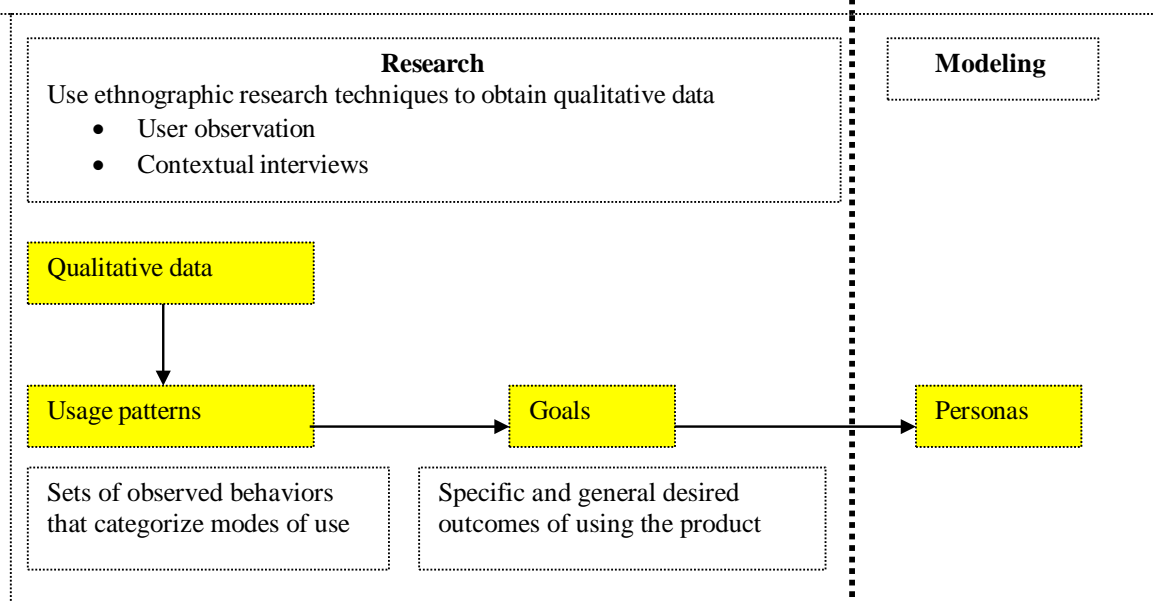 Research
Use ethnographic research techniques to obtain qualitative data
• User observation
• Contextual interviews
Modeling
Qualitative data
Usage patterns
Goals
Personas
Sets of observed behaviors
that categorize modes of use
Specific and general desired
outcomes of using the product